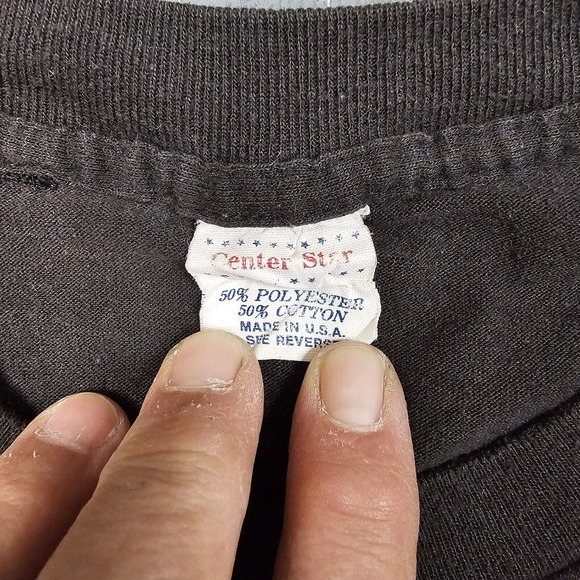 Center Star
50% POLYESTER
50% COTTON
MADE IN U.S.A.
SEE REVERSE